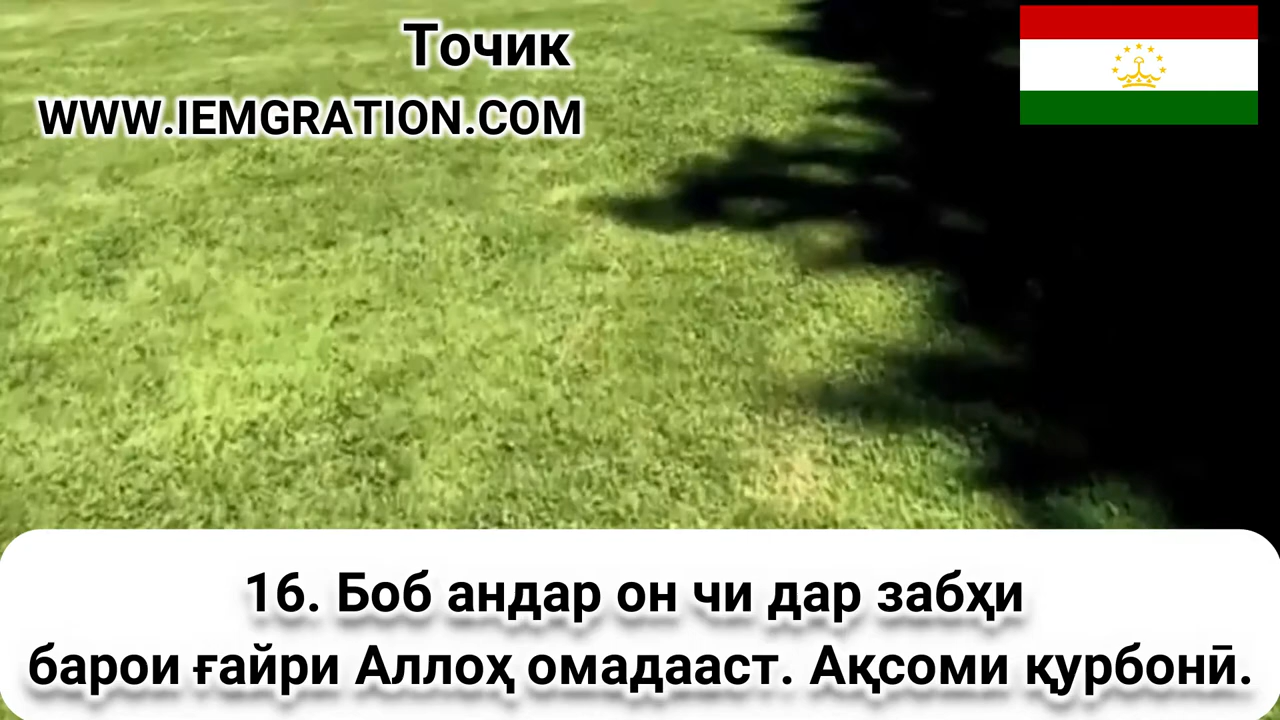 Точик
WWW.IEMGRATION.COM
16. Боб андар он чи дар забҳи
барои ғайри Аллоҳ омадааст. Ақсоми қурбонӣ.